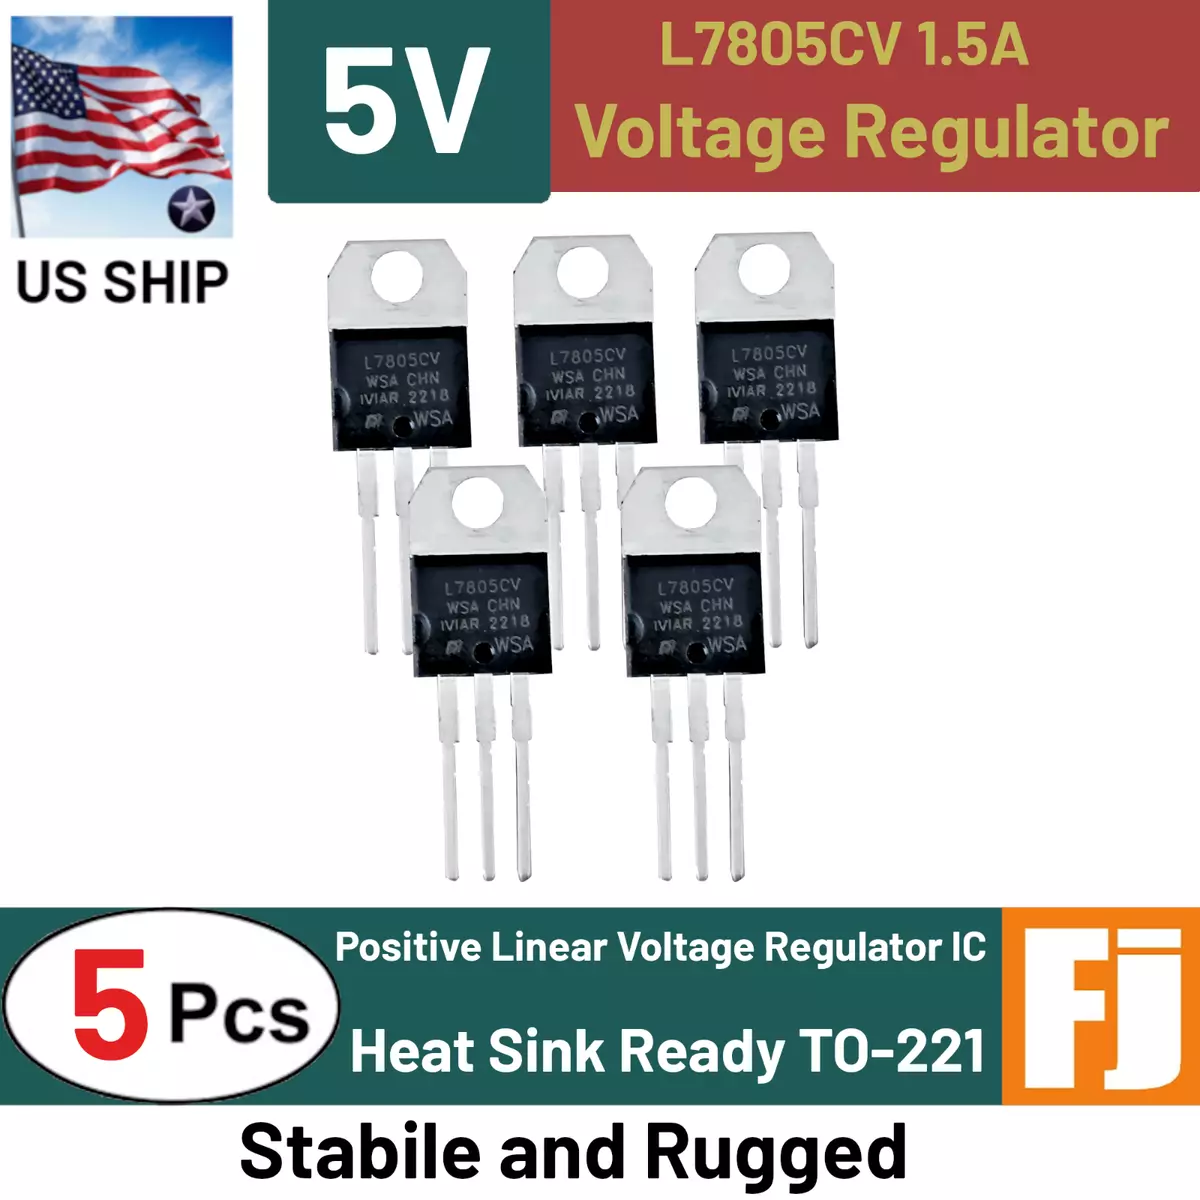 5V
L7805CV 1.5A
Voltage Regulator
US SHIP
L7805CV
WSA CHN
IVIAR 2218
WSA
L7805CV
WSA CHN
IVIAR 2218
WSA
L7805CV
WSA CHN
IVIAR 2218
WSA
L7805CV
WSA CHN
IVIAR 2218
WSA
L7805CV
WSA CHN
IVIAR 2218
WSA
5 Pcs
Positive Linear Voltage Regulator IC
Heat Sink Ready TO-221
Fj
Stabile and Rugged